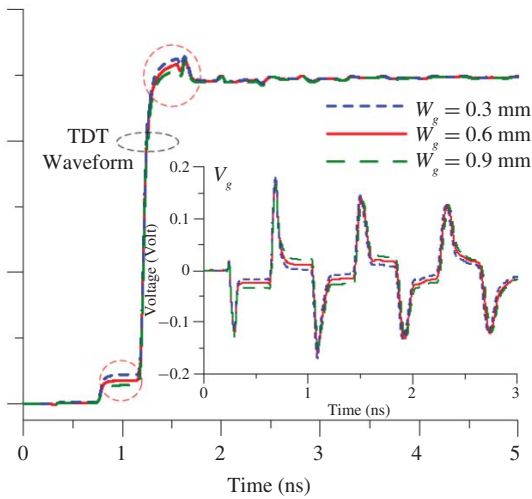 TDT
Waveform
W_g = 0.3 mm
W_g = 0.6 mm
W_g = 0.9 mm
V_g
Voltage (Volt)
0.2
0.1
0
−0.1
−0.2
0 1 2 3
Time (ns)
0 1 2 3 4 5
Time (ns)